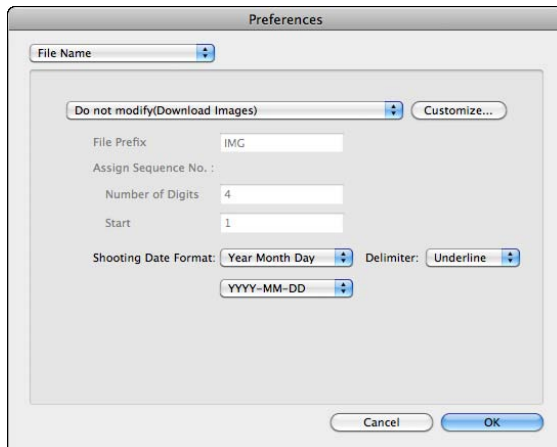 Preferences
File Name
Do not modify(Download Images) Customize...
File Prefix IMG
Assign Sequence No. :
Number of Digits 4
Start 1
Shooting Date Format: Year Month Day Delimiter: Underline
YYYY-MM-DD
Cancel OK